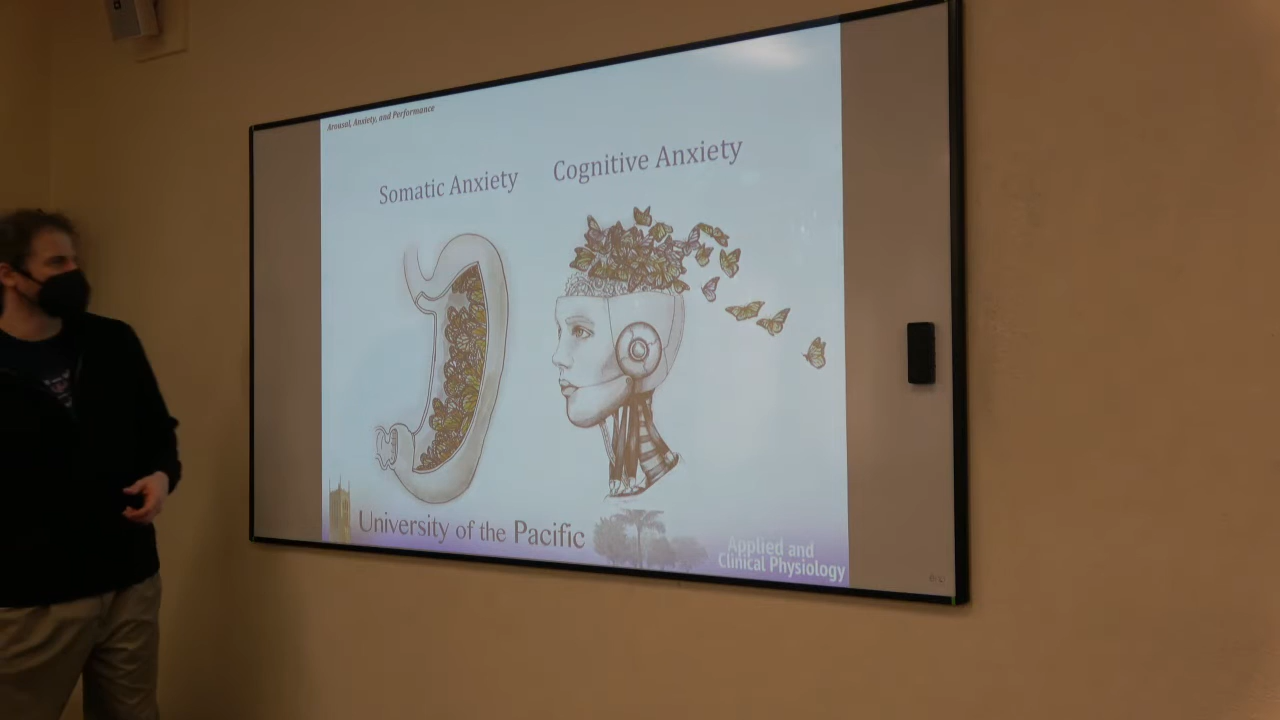 Arousal, Anxiety, and Performance
Somatic Anxiety
Cognitive Anxiety
University of the Pacific
Applied and
Clinical Physiology